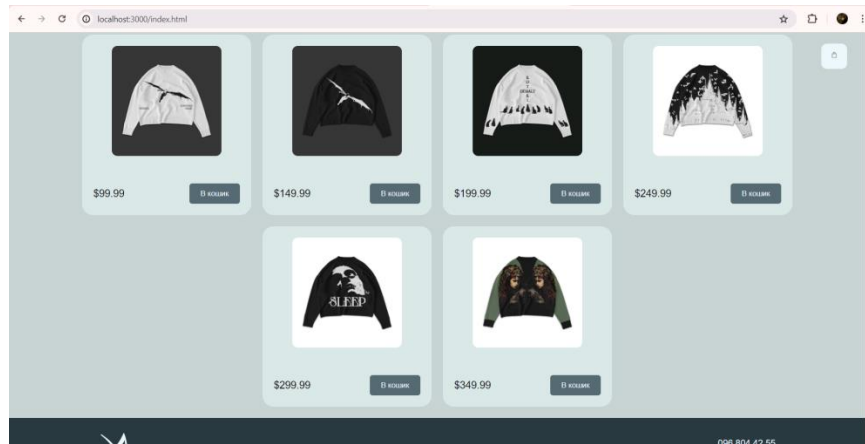 localhost:3000/index.html
$99.99
В кошик
$149.99
В кошик
$199.99
В кошик
$249.99
В кошик
SLEEP
$299.99
В кошик
$349.99
В кошик
096 804 42 55